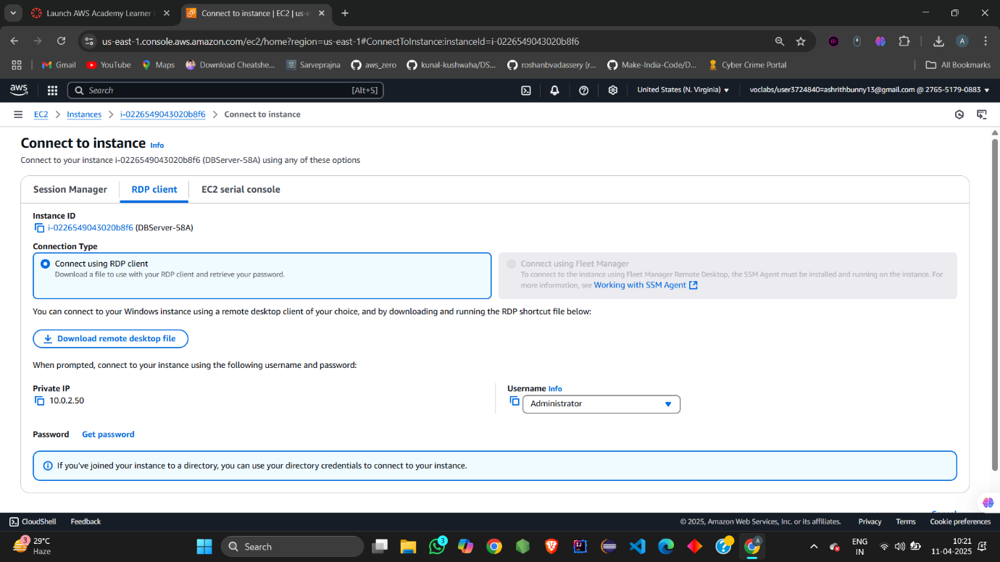 Launch AWS Academy Learner
Connect to instance | EC2 | us-e
us-east-1.console.aws.amazon.com/ec2/home?region=us-east-1#ConnectToInstance:instanceId=i-0226549043020b8f6
A
Gmail YouTube Maps Download Cheatshe... Sarveprajna aws_zero kunal-kushwaha/DS... roshanbvadassery (r... Make-India-Code/D... Cyber Crime Portal All Bookmarks
aws Search [Alt+S] United States (N. Virginia) voclabs/user3724840=ashrithbunny13@gmail.com @ 2765-5179-0883
EC2 > Instances > i-0226549043020b8f6 > Connect to instance
Connect to instance Info
Connect to your instance i-0226549043020b8f6 (DBServer-58A) using any of these options
Session Manager RDP client EC2 serial console
Instance ID
i-0226549043020b8f6 (DBServer-58A)
Connection Type
Connect using RDP client
Download a file to use with your RDP client and retrieve your password.
Connect using Fleet Manager
To connect to the instance using Fleet Manager Remote Desktop, the SSM Agent must be installed and running on the instance. For
more information, see Working with SSM Agent
You can connect to your Windows instance using a remote desktop client of your choice, and by downloading and running the RDP shortcut file below:
Download remote desktop file
When prompted, connect to your instance using the following username and password:
Private IP
10.0.2.50
Username Info
Administrator
Password Get password
If you've joined your instance to a directory, you can use your directory credentials to connect to your instance.
CloudShell Feedback © 2025, Amazon Web Services, Inc. or its affiliates. Privacy Terms Cookie preferences
3
29°C
Haze
Search
3
A
ENG
IN
10:21
11-04-2025